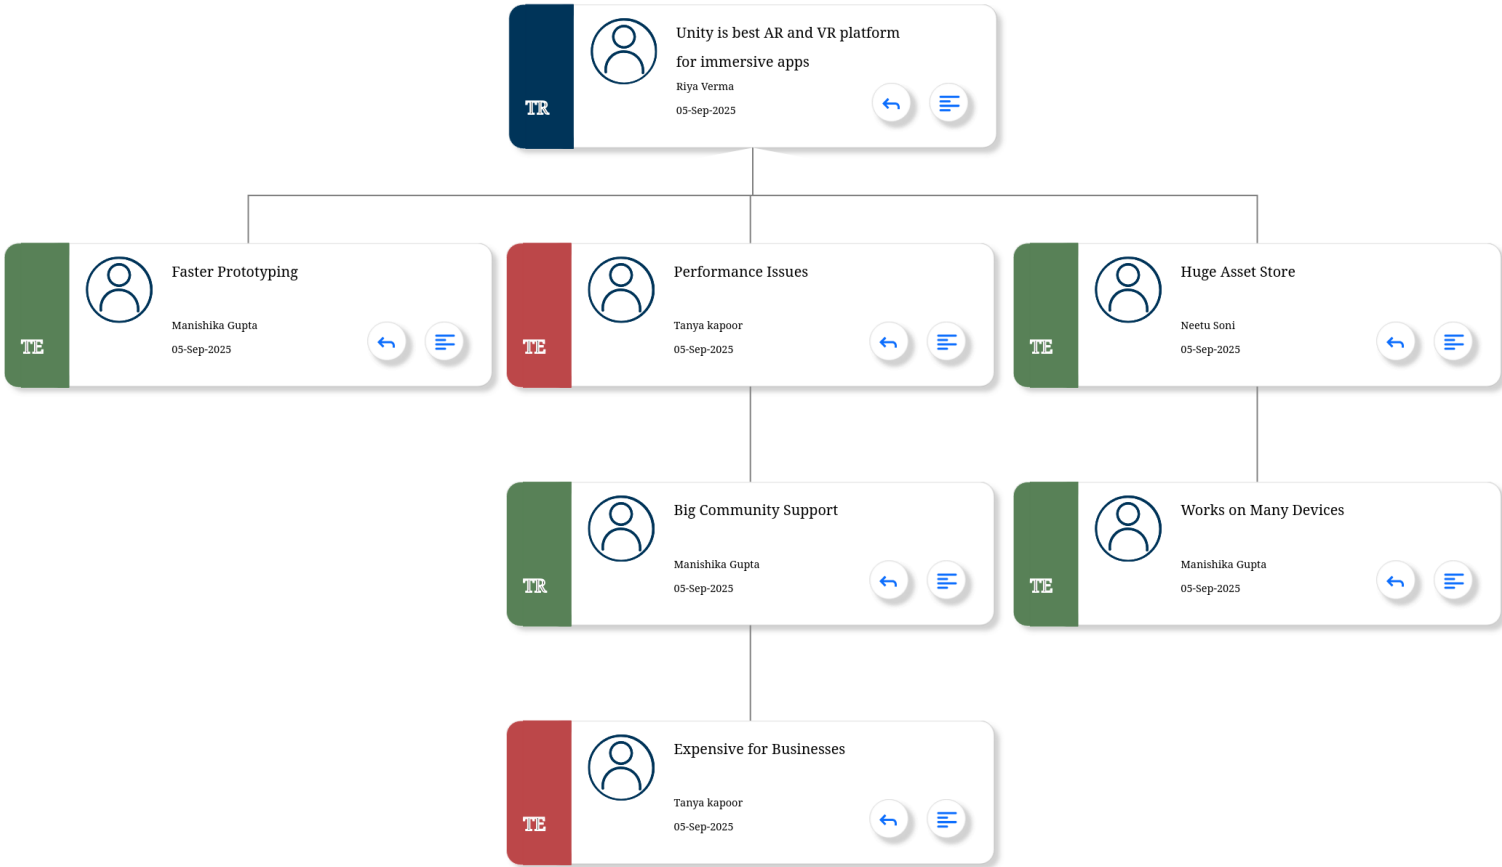 Unity is best AR and VR platform
for immersive apps
Riya Verma
05-Sep-2025
TR
Faster Prototyping
Manishika Gupta
05-Sep-2025
TE
Performance Issues
Tanya kapoor
05-Sep-2025
TE
Huge Asset Store
Neetu Soni
05-Sep-2025
TE
Big Community Support
Manishika Gupta
05-Sep-2025
TR
Works on Many Devices
Manishika Gupta
05-Sep-2025
TE
Expensive for Businesses
Tanya kapoor
05-Sep-2025
TE